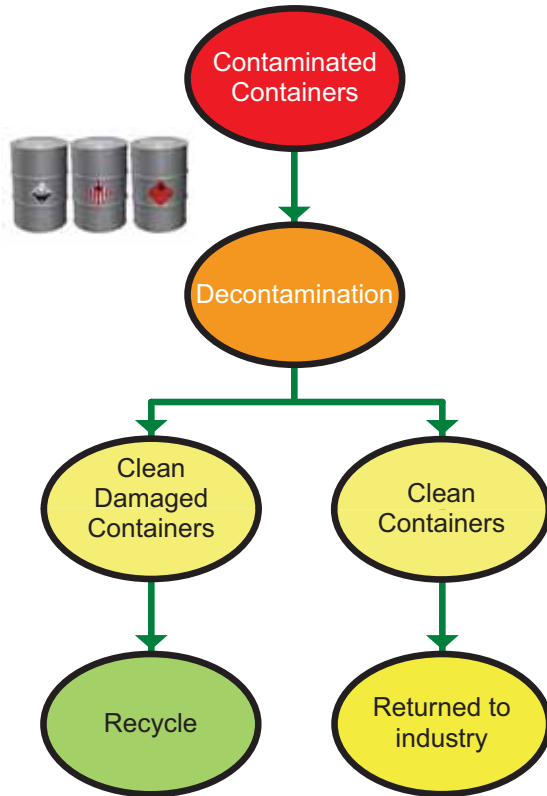 Contaminated
Containers
Decontamination
Clean
Damaged
Containers
Clean
Containers
Recycle
Returned to
industry